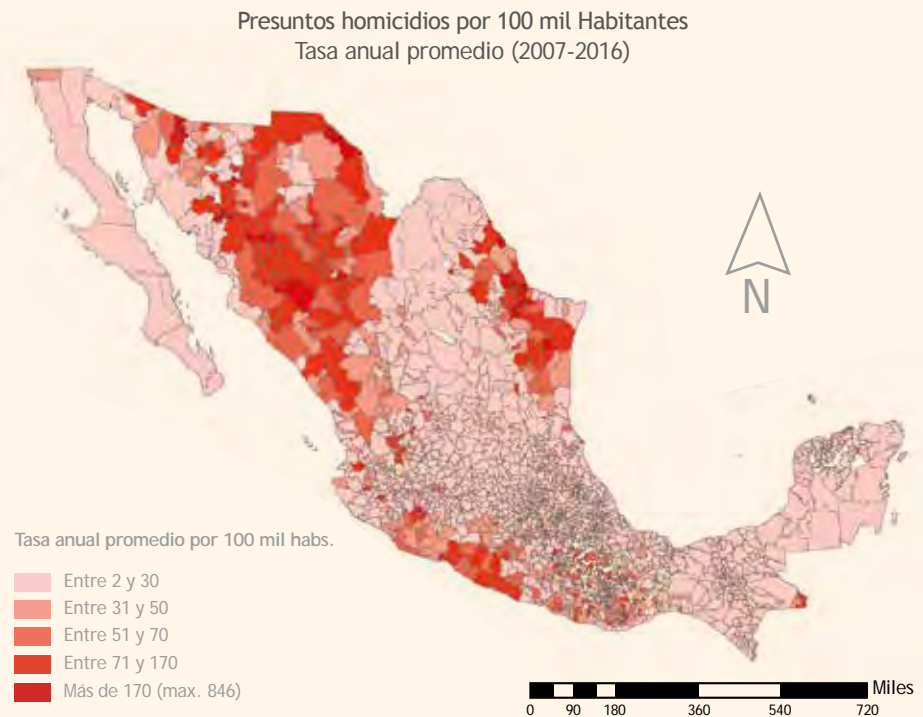 Presuntos homicidios por 100 mil Habitantes
Tasa anual promedio (2007-2016)
N
Tasa anual promedio por 100 mil habs.
Entre 2 y 30
Entre 31 y 50
Entre 51 y 70
Entre 71 y 170
Más de 170 (max. 846)
Miles
0 90 180 360 540 720